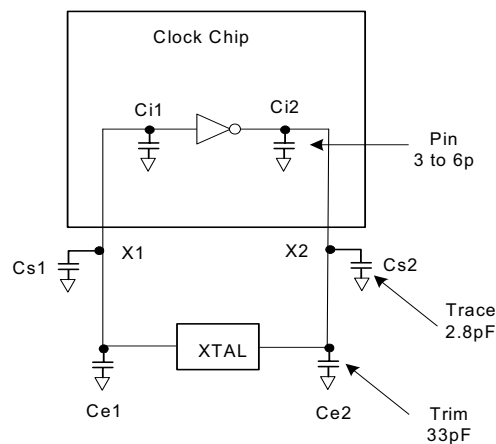 Clock Chip
Ci1
Ci2
Pin
3 to 6p
X1
X2
Cs1
Cs2
Trace
2.8pF
XTAL
Ce1
Ce2
Trim
33pF